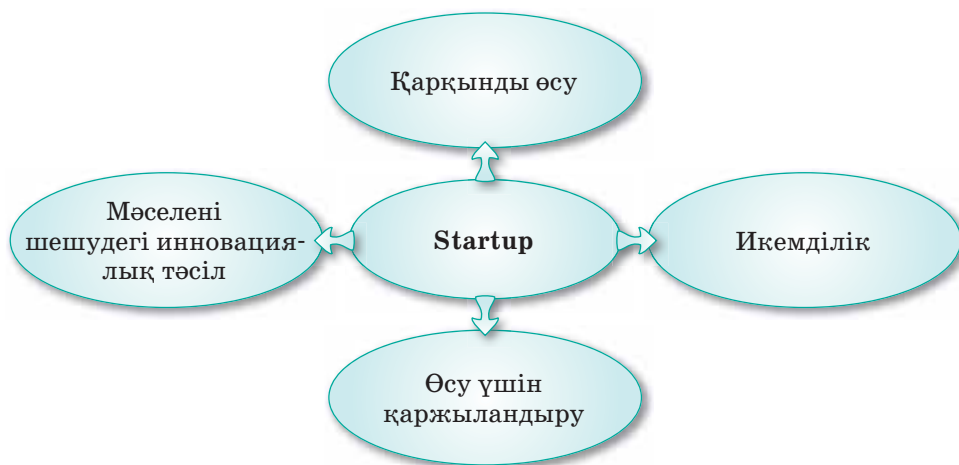 Қарқынды өсу
Мәселені
шешудегі инновация-
лық тәсіл
Startup
Икемділік
Өсу үшін
қаржыландыру